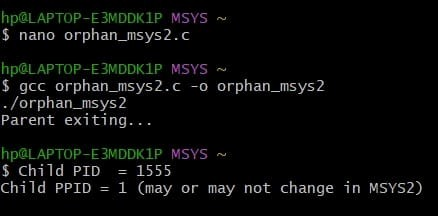 hp@LAPTOP-E3MDDK1P MSYS ~
$ nano orphan_msys2.c
hp@LAPTOP-E3MDDK1P MSYS ~
$ gcc orphan_msys2.c -o orphan_msys2
./orphan_msys2
Parent exiting...
hp@LAPTOP-E3MDDK1P MSYS ~
$ Child PID  = 1555
Child PPID = 1 (may or may not change in MSYS2)